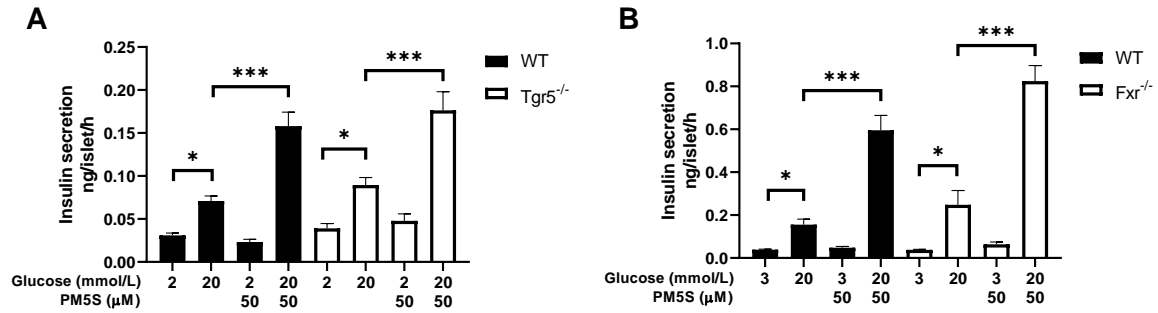 A
Insulin secretion
ng/islet/h
0.25
0.20
0.15
0.10
0.05
0.00
*
***
*
***
WT
Tgr5-/-
Glucose (mmol/L) 2 20 2 20 2 20 2 20
PM5S (μM) 50 50 50 50
B
Insulin secretion
ng/islet/h
1.0
0.8
0.6
0.4
0.2
0.0
*
***
*
***
WT
Fxr-/-
Glucose (mmol/L) 3 20 3 20 3 20 3 20
PM5S (μM) 50 50 50 50